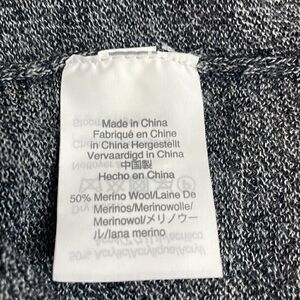 Made in China
Fabriqué en Chine
in China Hergestellt
Vervaardigd in China
中国製
Hecho en China
50% Merino Wool/Laine De
Merinos/Merinowolle/
Merinowol/メリノウー
ル/lana merino